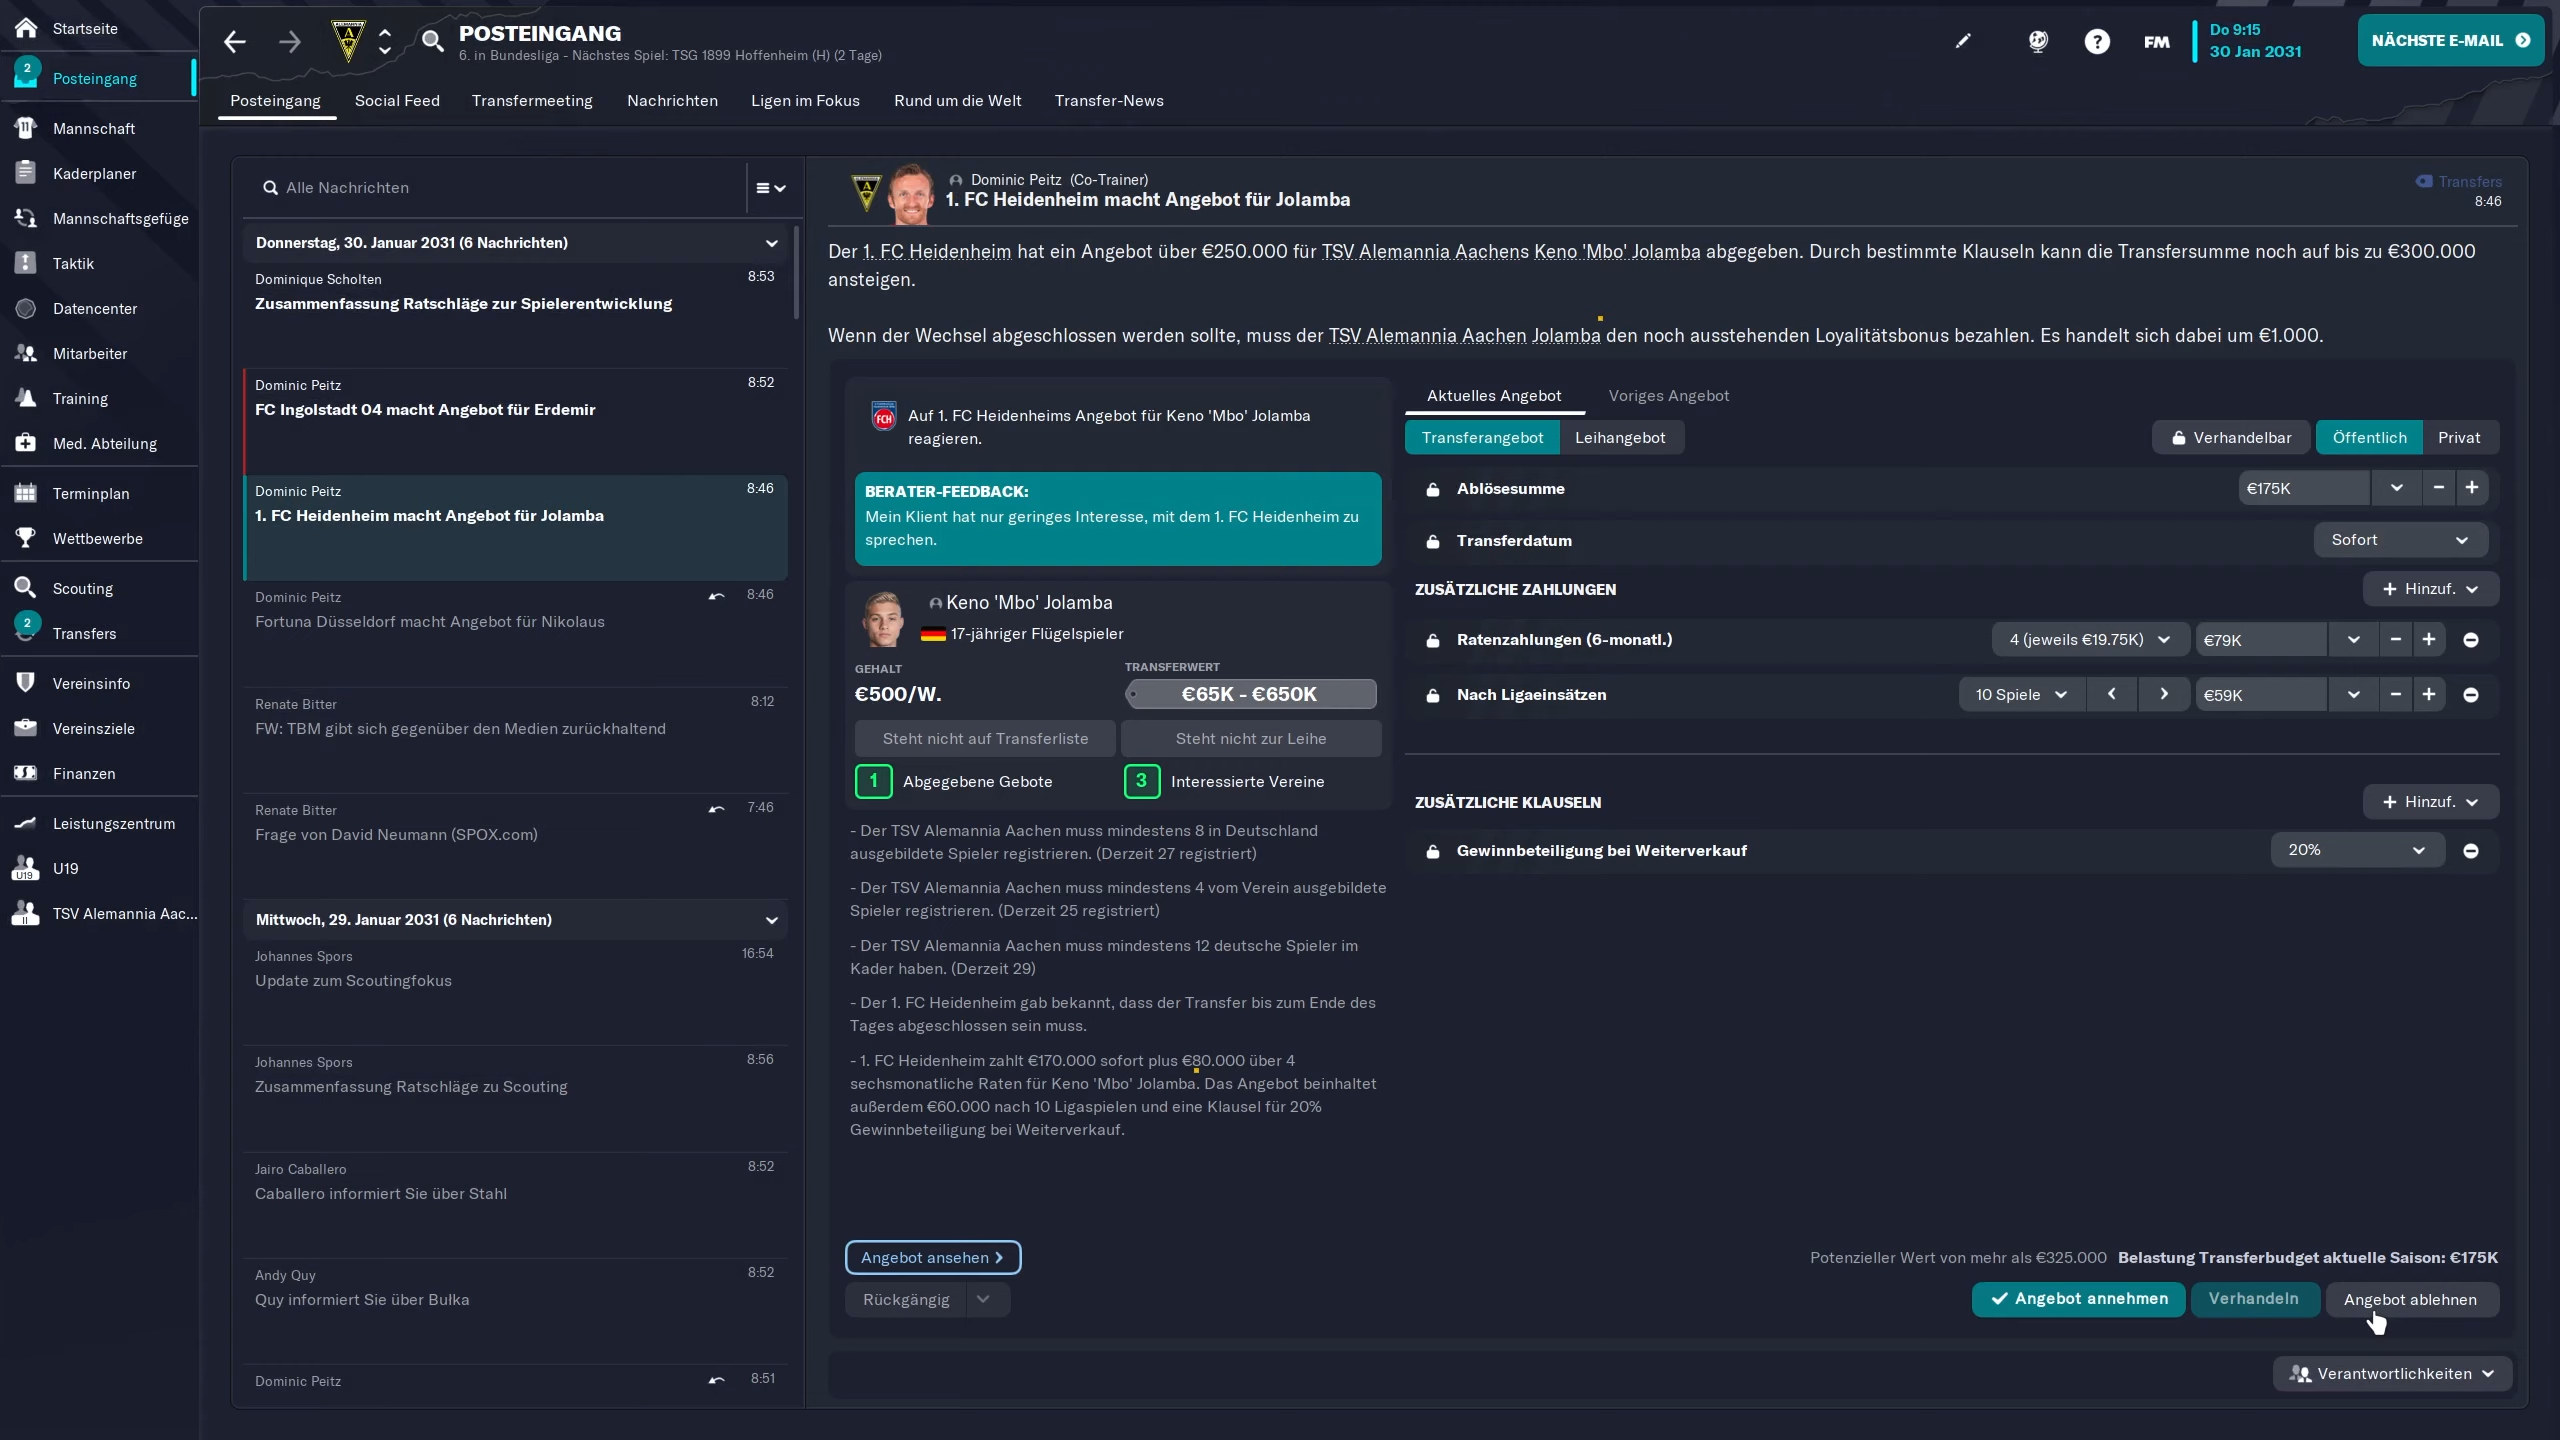 Startseite
2
Posteingang
Mannschaft
Kaderplaner
Mannschaftsgefüge
Taktik
Datencenter
Mitarbeiter
Training
Med. Abteilung
Terminplan
Wettbewerbe
Scouting
2
Transfers
Vereinsinfo
Vereinsziele
Finanzen
Leistungszentrum
U19
U19
TSV Alemannia Aac...
POSTEINGANG
6. in Bundesliga - Nächstes Spiel: TSG 1899 Hoffenheim (H) (2 Tage)
FM
Do 9:15
30 Jan 2031
NÄCHSTE E-MAIL
Posteingang
Social Feed
Transfermeeting
Nachrichten
Ligen im Fokus
Rund um die Welt
Transfer-News
Alle Nachrichten
Donnerstag, 30. Januar 2031 (6 Nachrichten)
Dominique Scholten
8:53
Zusammenfassung Ratschläge zur Spielerentwicklung
Dominic Peitz
8:52
FC Ingolstadt 04 macht Angebot für Erdemir
Dominic Peitz
8:46
1. FC Heidenheim macht Angebot für Jolamba
Dominic Peitz
8:46
Fortuna Düsseldorf macht Angebot für Nikolaus
Renate Bitter
8:12
FW: TBM gibt sich gegenüber den Medien zurückhaltend
Renate Bitter
7:46
Frage von David Neumann (SPOX.com)
Mittwoch, 29. Januar 2031 (6 Nachrichten)
Johannes Spors
16:54
Update zum Scoutingfokus
Johannes Spors
8:56
Zusammenfassung Ratschläge zu Scouting
Jairo Caballero
8:52
Caballero informiert Sie über Stahl
Andy Quy
8:52
Quy informiert Sie über Bułka
Dominic Peitz
8:51
Dominic Peitz (Co-Trainer)
1. FC Heidenheim macht Angebot für Jolamba
Transfers
8:46
Der 1. FC Heidenheim hat ein Angebot über €250.000 für TSV Alemannia Aachens Keno 'Mbo' Jolamba abgegeben. Durch bestimmte Klauseln kann die Transfersumme noch auf bis zu €300.000
ansteigen.
Wenn der Wechsel abgeschlossen werden sollte, muss der TSV Alemannia Aachen Jolamba den noch ausstehenden Loyalitätsbonus bezahlen. Es handelt sich dabei um €1.000.
FCH
Auf 1. FC Heidenheims Angebot für Keno 'Mbo' Jolamba
reagieren.
BERATER-FEEDBACK:
Mein Klient hat nur geringes Interesse, mit dem 1. FC Heidenheim zu
sprechen.
Keno 'Mbo' Jolamba
17-jähriger Flügelspieler
GEHALT
TRANSFERWERT
€500/W.
€65K - €650K
Steht nicht auf Transferliste
Steht nicht zur Leihe
1 Abgegebene Gebote
3 Interessierte Vereine
- Der TSV Alemannia Aachen muss mindestens 8 in Deutschland
ausgebildete Spieler registrieren. (Derzeit 27 registriert)
- Der TSV Alemannia Aachen muss mindestens 4 vom Verein ausgebildete
Spieler registrieren. (Derzeit 25 registriert)
- Der TSV Alemannia Aachen muss mindestens 12 deutsche Spieler im
Kader haben. (Derzeit 29)
- Der 1. FC Heidenheim gab bekannt, dass der Transfer bis zum Ende des
Tages abgeschlossen sein muss.
- 1. FC Heidenheim zahlt €170.000 sofort plus €80.000 über 4
sechsmonatliche Raten für Keno 'Mbo' Jolamba. Das Angebot beinhaltet
außerdem €60.000 nach 10 Ligaspielen und eine Klausel für 20%
Gewinnbeteiligung bei Weiterverkauf.
Angebot ansehen
Rückgängig
Aktuelles Angebot
Voriges Angebot
Transferangebot
Leihangebot
Verhandelbar
Öffentlich
Privat
Ablösesumme
€175K
Transferdatum
Sofort
ZUSÄTZLICHE ZAHLUNGEN
Hinzuf.
Ratenzahlungen (6-monatl.)
4 (jeweils €19.75K)
€79K
Nach Ligaeinsätzen
10 Spiele
€59K
ZUSÄTZLICHE KLAUSELN
Hinzuf.
Gewinnbeteiligung bei Weiterverkauf
20%
Potenzieller Wert von mehr als €325.000
Belastung Transferbudget aktuelle Saison: €175K
Angebot annehmen
Verhandeln
Angebot ablehnen
Verantwortlichkeiten